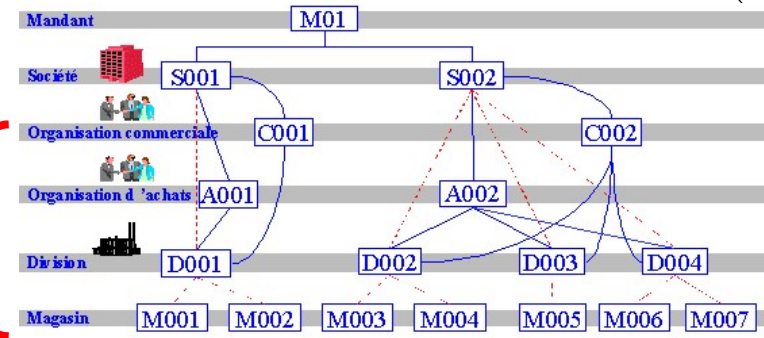 Mandant M01
Société S001 S002
Organisation commerciale C001 C002
Organisation d 'achats A001 A002
Division D001 D002 D003 D004
Magasin M001 M002 M003 M004 M005 M006 M007